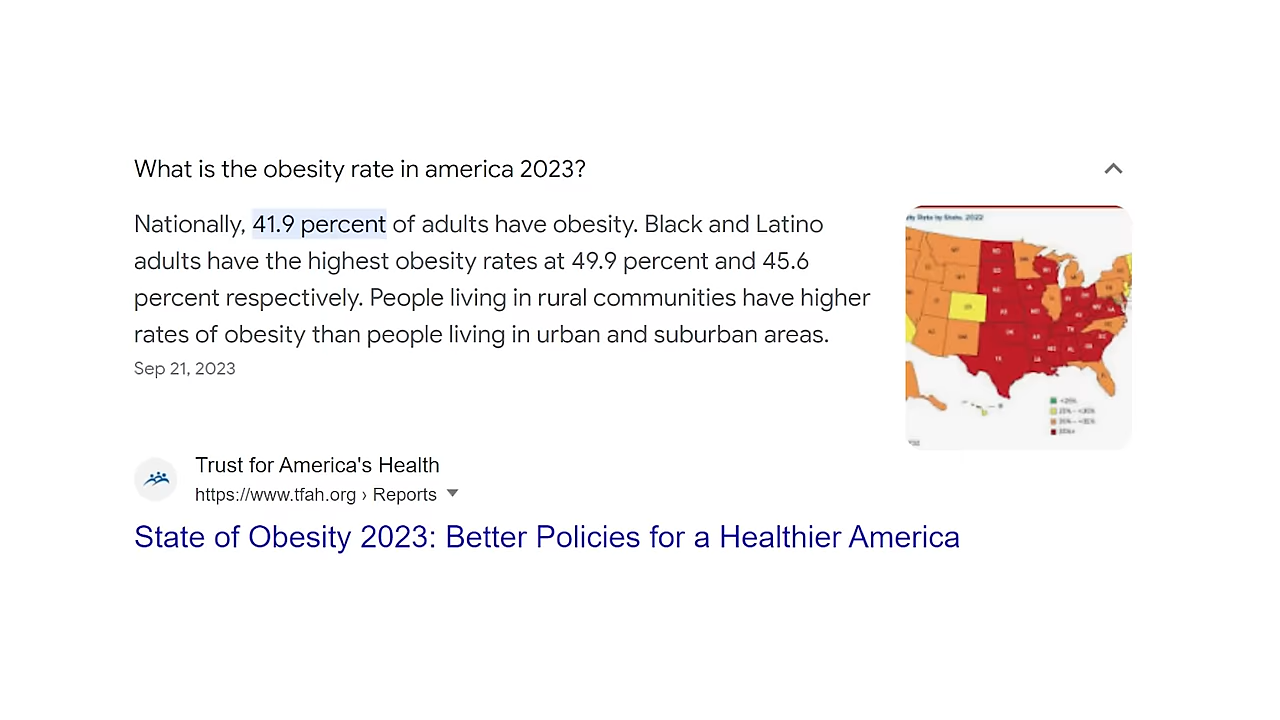 What is the obesity rate in america 2023?
Nationally, 41.9 percent of adults have obesity. Black and Latino
adults have the highest obesity rates at 49.9 percent and 45.6
percent respectively. People living in rural communities have higher
rates of obesity than people living in urban and suburban areas.
Sep 21, 2023
by State, 2022
Trust for America's Health
https://www.tfah.org › Reports
State of Obesity 2023: Better Policies for a Healthier America